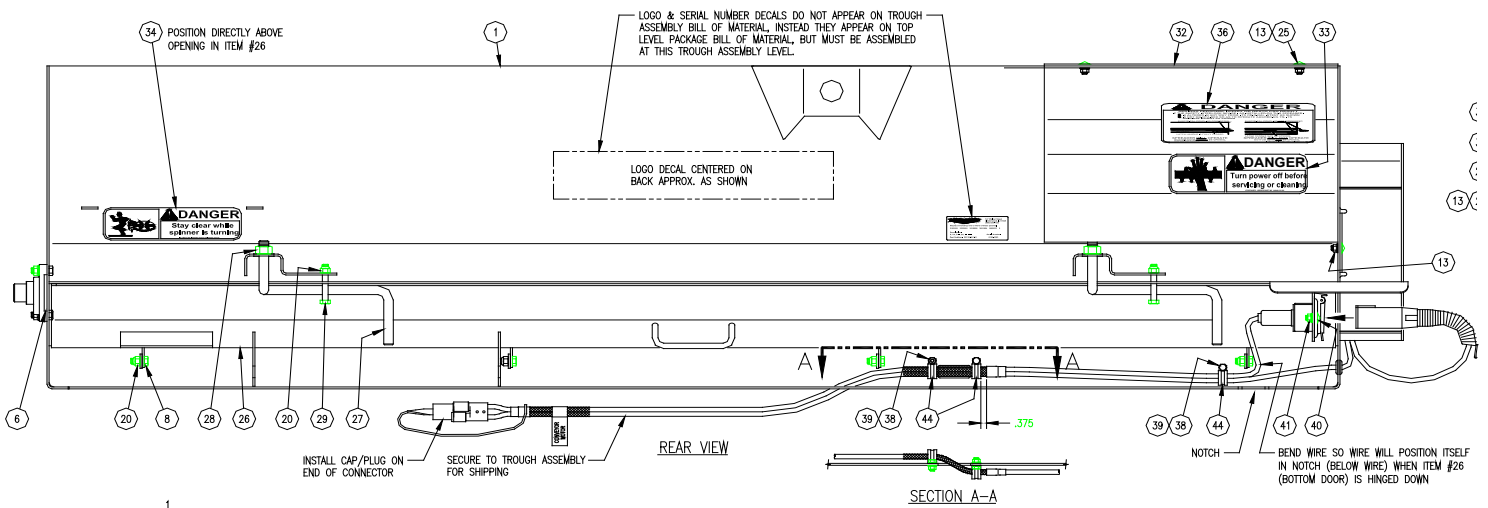 LOGO & SERIAL NUMBER DECALS DO NOT APPEAR ON TROUGH
ASSEMBLY BILL OF MATERIAL, INSTEAD THEY APPEAR ON TOP
LEVEL PACKAGE BILL OF MATERIAL, BUT MUST BE ASSEMBLED
AT THIS TROUGH ASSEMBLY LEVEL.
34 POSITION DIRECTLY ABOVE
OPENING IN ITEM #26
1
32
36
13
25
33
DANGER
LOGO DECAL CENTERED ON
BACK APPROX. AS SHOWN
DANGER
Turn power off before
servicing or cleaning
13
DANGER
Stay clear while
spinner is turning
13
A
A
6
20
8
28
26
20
29
27
39
38
44
.375
39
38
44
41
40
CONVEYOR
MOTOR
REAR VIEW
INSTALL CAP/PLUG ON
END OF CONNECTOR
SECURE TO TROUGH ASSEMBLY
FOR SHIPPING
NOTCH
BEND WIRE SO WIRE WILL POSITION ITSELF
IN NOTCH (BELOW WIRE) WHEN ITEM #26
(BOTTOM DOOR) IS HINGED DOWN
SECTION A-A
1